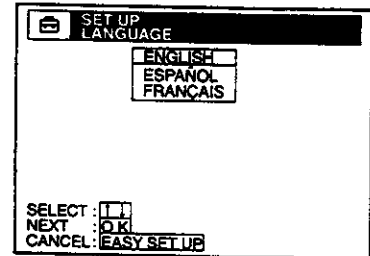 SET UP
LANGUAGE
ENGLISH
ESPAÑOL
FRANÇAIS
SELECT : ↑↓
NEXT : OK
CANCEL: EASY SET UP